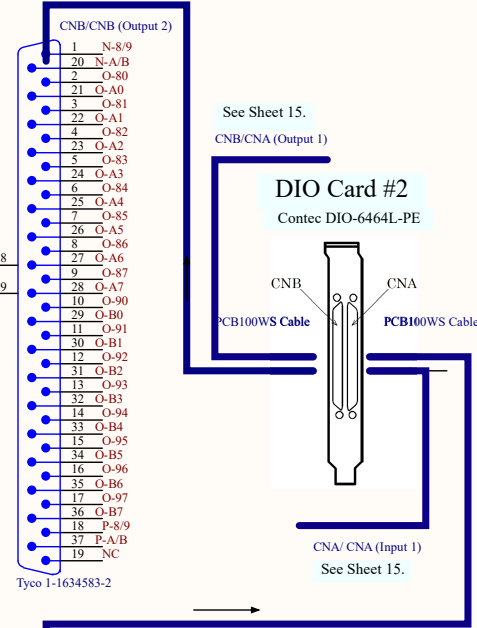 CNB/CNB (Output 2)
1 N-8/9
20 N-A/B
2 O-80
21 O-A0
3 O-81
22 O-A1
4 O-82
23 O-A2
5 O-83
24 O-A3
6 O-84
25 O-A4
7 O-85
26 O-A5
8 O-86
27 O-A6
9 O-87
28 O-A7
10 O-90
29 O-B0
11 O-91
30 O-B1
12 O-92
31 O-B2
13 O-93
32 O-B3
14 O-94
33 O-B4
15 O-95
34 O-B5
16 O-96
35 O-B6
17 O-97
36 O-B7
18 P-8/9
37 P-A/B
19 NC
Tyco 1-1634583-2
8
9
See Sheet 15.
CNB/CNA (Output 1)
DIO Card #2
Contec DIO-6464L-PE
CNB CNA
PCB100WS Cable PCB100WS Cable
CNA/ CNA (Input 1)
See Sheet 15.